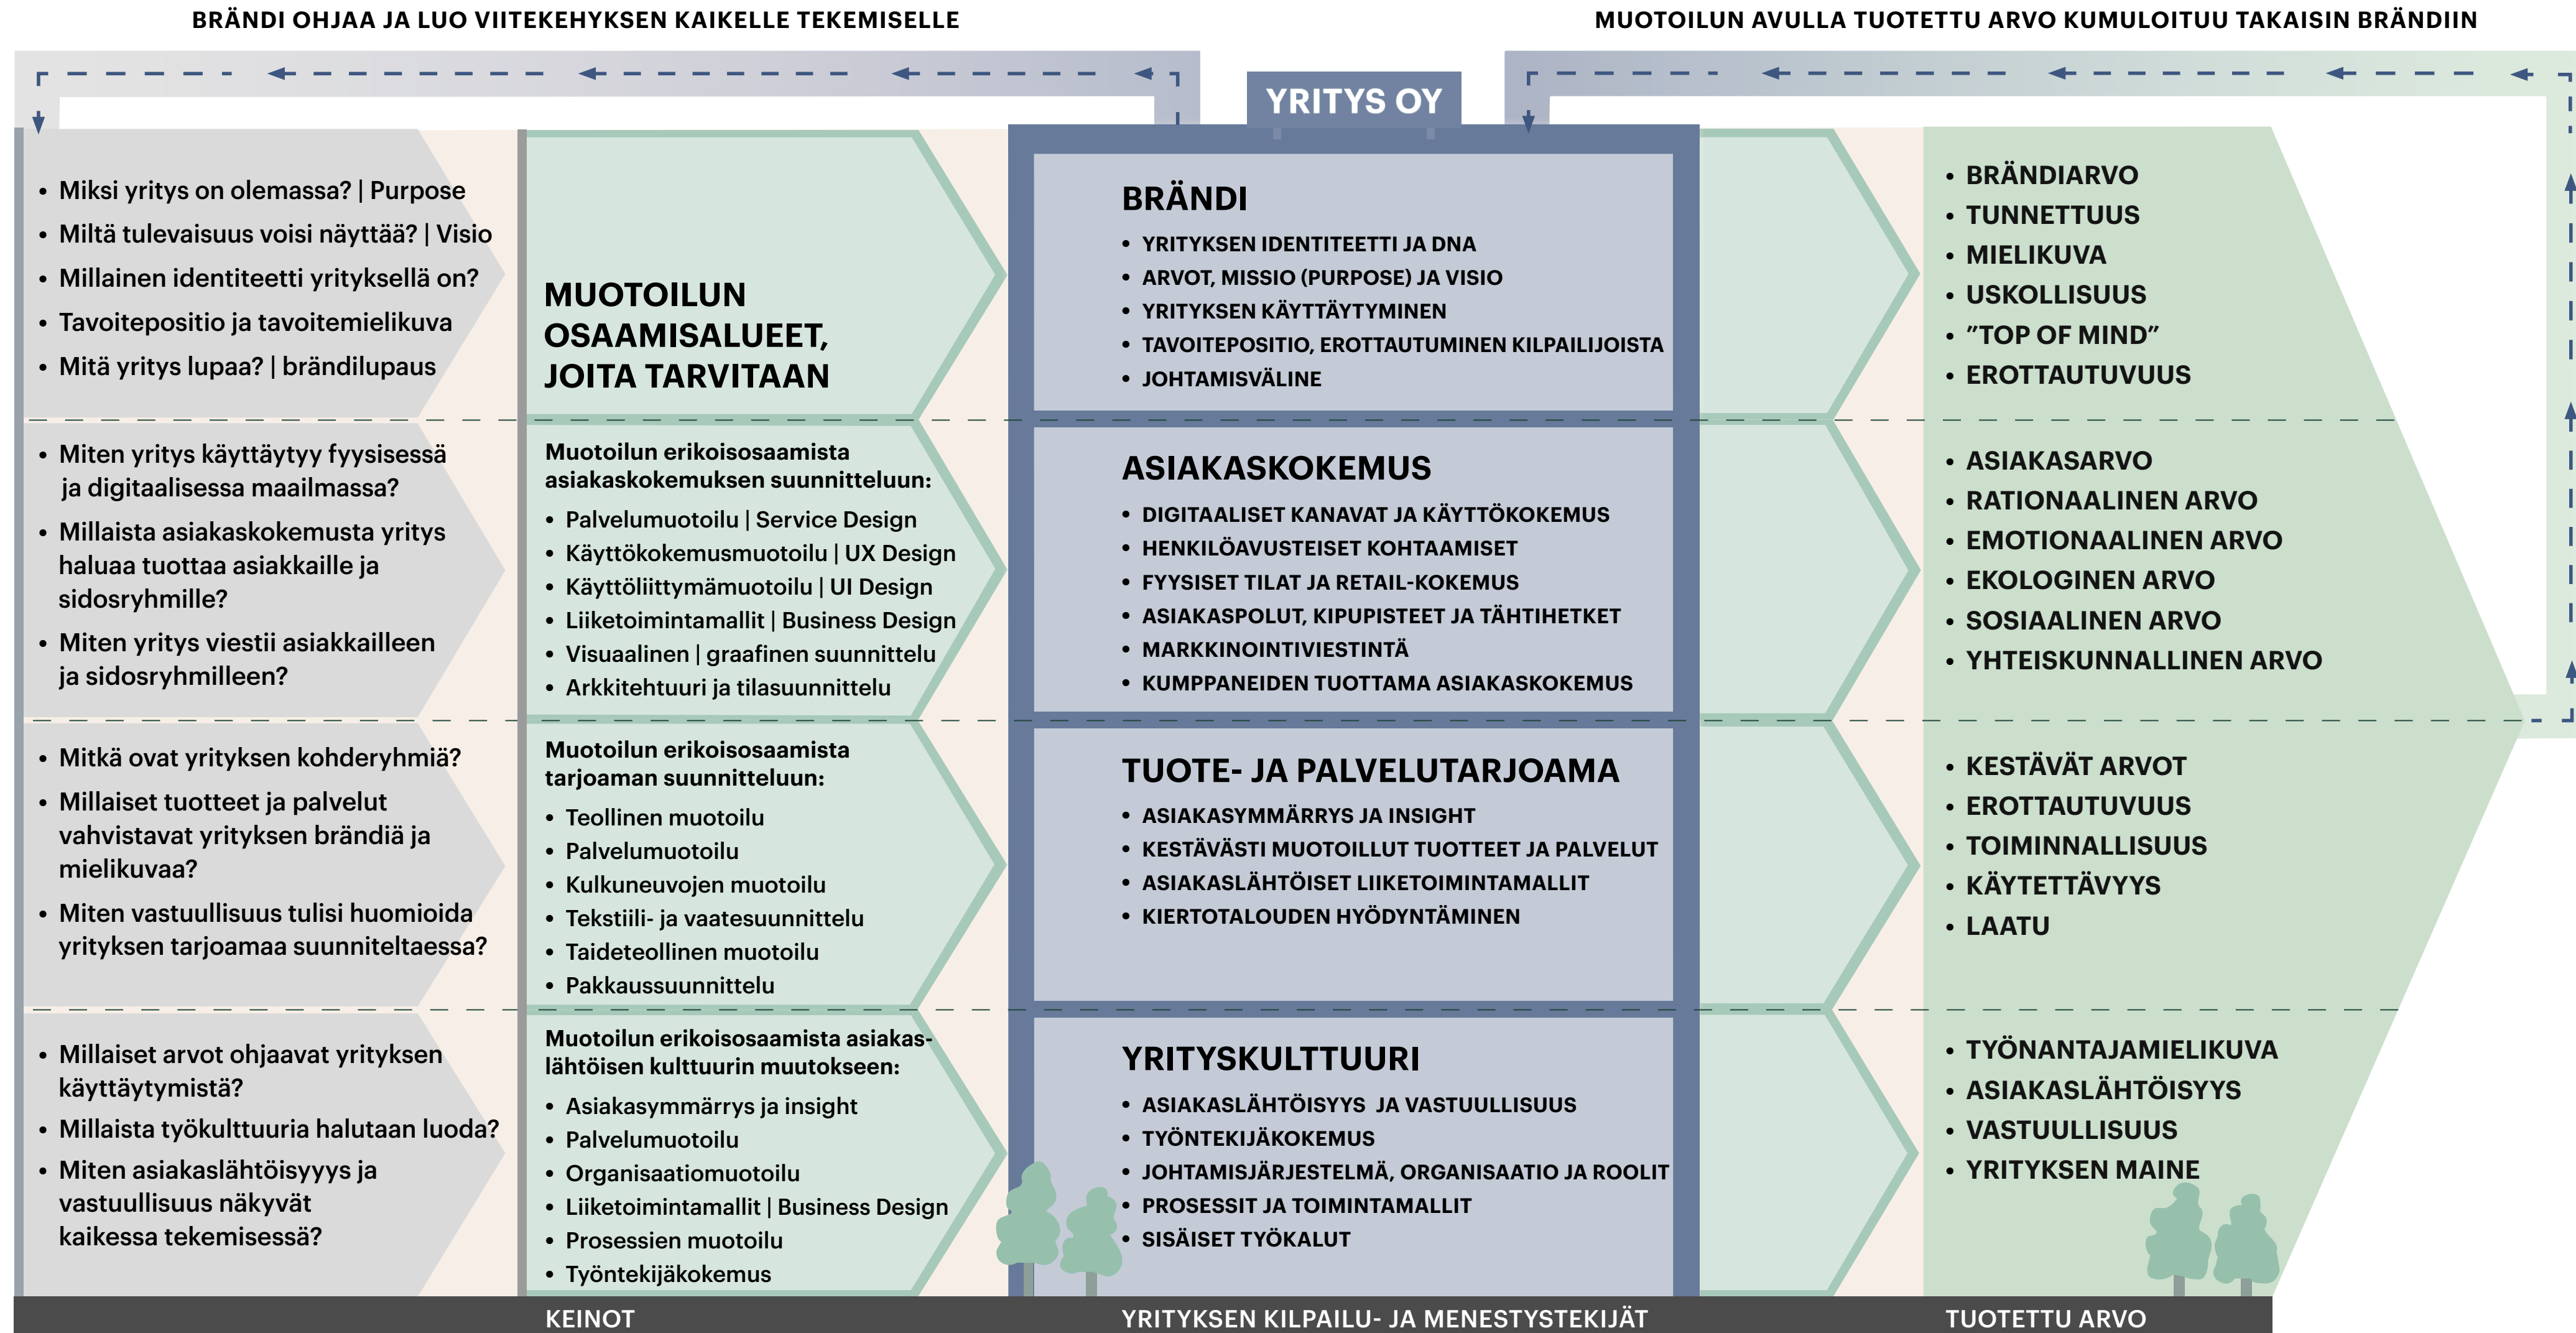 BRÄNDI OHJAA JA LUO VIITEKEHYKSEN KAIKELLE TEKEMISELLE
MUOTOILUN AVULLA TUOTETTU ARVO KUMULOITUU TAKAISIN BRÄNDIIN
YRITYS OY
• Miksi yritys on olemassa? | Purpose
• Miltä tulevaisuus voisi näyttää? | Visio
• Millainen identiteetti yrityksellä on?
• Tavoitepositio ja tavoitemielikuva
• Mitä yritys lupaa? | brändilupaus
MUOTOILUN
OSAAMISALUEET,
JOITA TARVITAAN
BRÄNDI
• YRITYKSEN IDENTITEETTI JA DNA
• ARVOT, MISSIO (PURPOSE) JA VISIO
• YRITYKSEN KÄYTTÄYTYMINEN
• TAVOITEPOSITIO, EROTTAUTUMINEN KILPAILIJOISTA
• JOHTAMISVÄLINE
• BRÄNDIARVO
• TUNNETTUUS
• MIELIKUVA
• USKOLLISUUS
• ”TOP OF MIND”
• EROTTAUTUVUUS
• Miten yritys käyttäytyy fyysisessä
ja digitaalisessa maailmassa?
• Millaista asiakaskokemusta yritys
haluaa tuottaa asiakkaille ja
sidosryhmille?
• Miten yritys viestii asiakkailleen
ja sidosryhmilleen?
Muotoilun erikoisosaamista
asiakaskokemuksen suunnitteluun:
• Palvelumuotoilu | Service Design
• Käyttökokemusmuotoilu | UX Design
• Käyttöliittymämuotoilu | UI Design
• Liiketoimintamallit | Business Design
• Visuaalinen | graafinen suunnittelu
• Arkkitehtuuri ja tilasuunnittelu
ASIAKASKOKEMUS
• DIGITAALISET KANAVAT JA KÄYTTÖKOKEMUS
• HENKILÖAVUSTEISET KOHTAAMISET
• FYYSISET TILAT JA RETAIL-KOKEMUS
• ASIAKASPOLUT, KIPUPISTEET JA TÄHTIHETKET
• MARKKINOINTIVIESTINTÄ
• KUMPPANEIDEN TUOTTAMA ASIAKASKOKEMUS
• ASIAKASARVO
• RATIONAALINEN ARVO
• EMOTIONAALINEN ARVO
• EKOLOGINEN ARVO
• SOSIAALINEN ARVO
• YHTEISKUNNALLINEN ARVO
• Mitkä ovat yrityksen kohderyhmiä?
• Millaiset tuotteet ja palvelut
vahvistavat yrityksen brändiä ja
mielikuvaa?
• Miten vastuullisuus tulisi huomioida
yrityksen tarjoamaa suunniteltaessa?
Muotoilun erikoisosaamista
tarjoaman suunnitteluun:
• Teollinen muotoilu
• Palvelumuotoilu
• Kulkuneuvojen muotoilu
• Tekstiili- ja vaatesuunnittelu
• Taideteollinen muotoilu
• Pakkaussuunnittelu
TUOTE- JA PALVELUTARJOAMA
• ASIAKASYMMÄRRYS JA INSIGHT
• KESTÄVÄSTI MUOTOILLUT TUOTTEET JA PALVELUT
• ASIAKASLÄHTÖISET LIIKETOIMINTAMALLIT
• KIERTOTALOUDEN HYÖDYNTÄMINEN
• KESTÄVÄT ARVOT
• EROTTAUTUVUUS
• TOIMINNALLISUUS
• KÄYTETTÄVYYS
• LAATU
• Millaiset arvot ohjaavat yrityksen
käyttäytymistä?
• Millaista työkulttuuria halutaan luoda?
• Miten asiakaslähtöisyyys ja
vastuullisuus näkyvät
kaikessa tekemisessä?
Muotoilun erikoisosaamista asiakas-
lähtöisen kulttuurin muutokseen:
• Asiakasymmärrys ja insight
• Palvelumuotoilu
• Organisaatiomuotoilu
• Liiketoimintamallit | Business Design
• Prosessien muotoilu
• Työntekijäkokemus
YRITYSKULTTUURI
• ASIAKASLÄHTÖISYYS JA VASTUULLISUUS
• TYÖNTEKIJÄKOKEMUS
• JOHTAMISJÄRJESTELMÄ, ORGANISAATIO JA ROOLIT
• PROSESSIT JA TOIMINTAMALLIT
• SISÄISET TYÖKALUT
• TYÖNANTAJAMIELIKUVA
• ASIAKASLÄHTÖISYYS
• VASTUULLISUUS
• YRITYKSEN MAINE
KEINOT
YRITYKSEN KILPAILU- JA MENESTYSTEKIJÄT
TUOTETTU ARVO